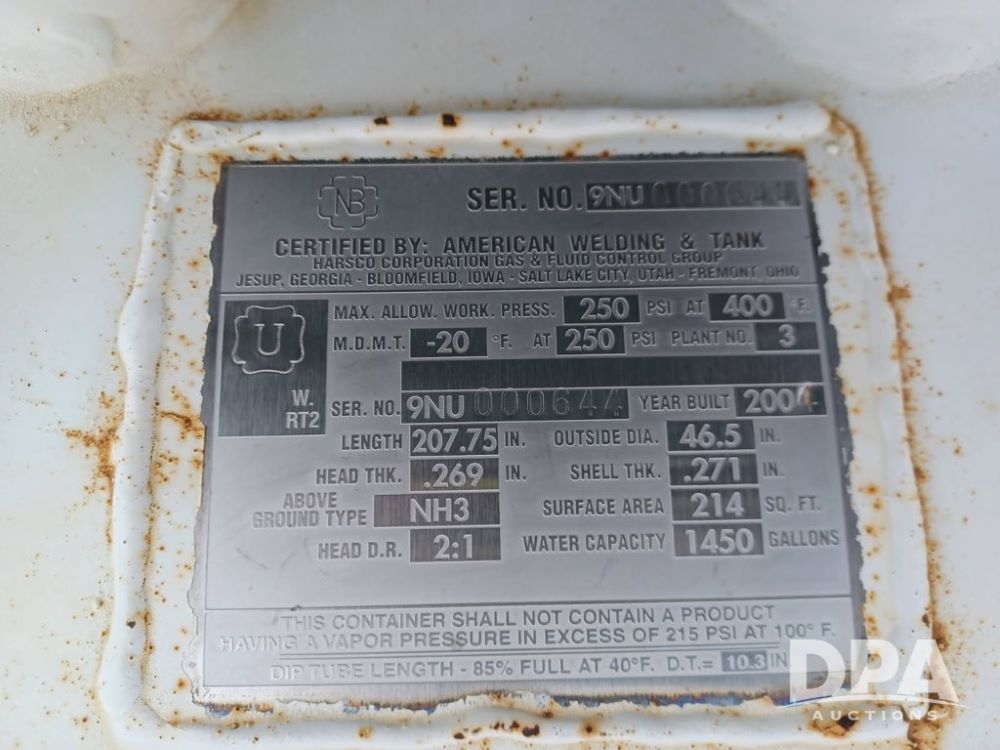 NB SER. NO. 9NU 000644
CERTIFIED BY: AMERICAN WELDING & TANK
HARSCO CORPORATION GAS & FLUID CONTROL GROUP
JESUP, GEORGIA - BLOOMFIELD, IOWA - SALT LAKE CITY, UTAH - FREMONT, OHIO
U
W.
RT2
MAX. ALLOW. WORK. PRESS. 250 PSI AT 400 °F.
M.D.M.T. -20 °F. AT 250 PSI PLANT NO. 3
SER. NO. 9NU 000644 YEAR BUILT 2004
LENGTH 207.75 IN. OUTSIDE DIA. 46.5 IN.
HEAD THK. .269 IN. SHELL THK. .271 IN.
ABOVE
GROUND TYPE NH3 SURFACE AREA 214 SQ. FT.
HEAD D.R. 2:1 WATER CAPACITY 1450 GALLONS
THIS CONTAINER SHALL NOT CONTAIN A PRODUCT
HAVING A VAPOR PRESSURE IN EXCESS OF 215 PSI AT 100° F.
DIP TUBE LENGTH - 85% FULL AT 40°F. D.T.= 10.3 IN.
DPA
AUCTIONS